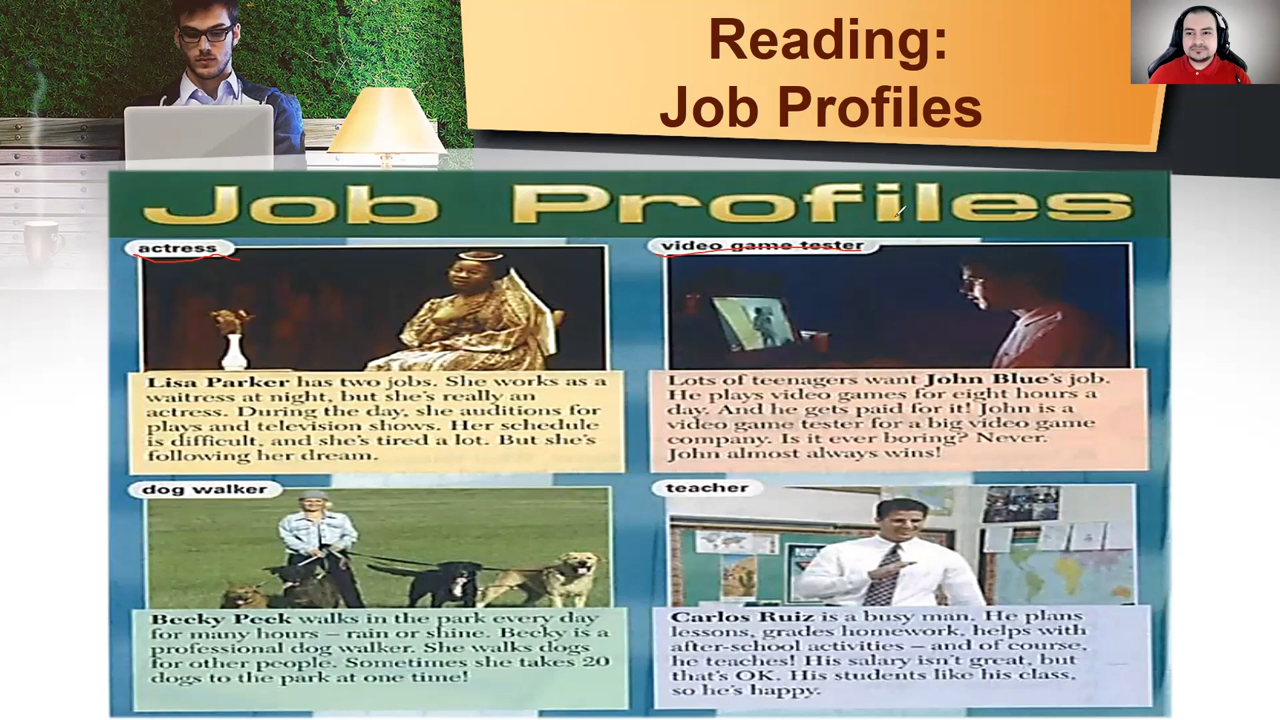 Reading:
Job Profiles
Job Profiles
actress
Lisa Parker has two jobs. She works as a
waitress at night, but she's really an
actress. During the day, she auditions for
plays and television shows. Her schedule
is difficult, and she's tired a lot. But she's
following her dream.
video game tester
Lots of teenagers want John Blue's job.
He plays video games for eight hours a
day. And he gets paid for it! John is a
video game tester for a big video game
company. Is it ever boring? Never.
John almost always wins!
dog walker
Becky Peck walks in the park every day
for many hours – rain or shine. Becky is a
professional dog walker. She walks dogs
for other people. Sometimes she takes 20
dogs to the park at one time!
teacher
Carlos Ruiz is a busy man. He plans
lessons, grades homework, helps with
after-school activities – and of course,
he teaches! His salary isn't great, but
that's OK. His students like his class,
so he's happy.